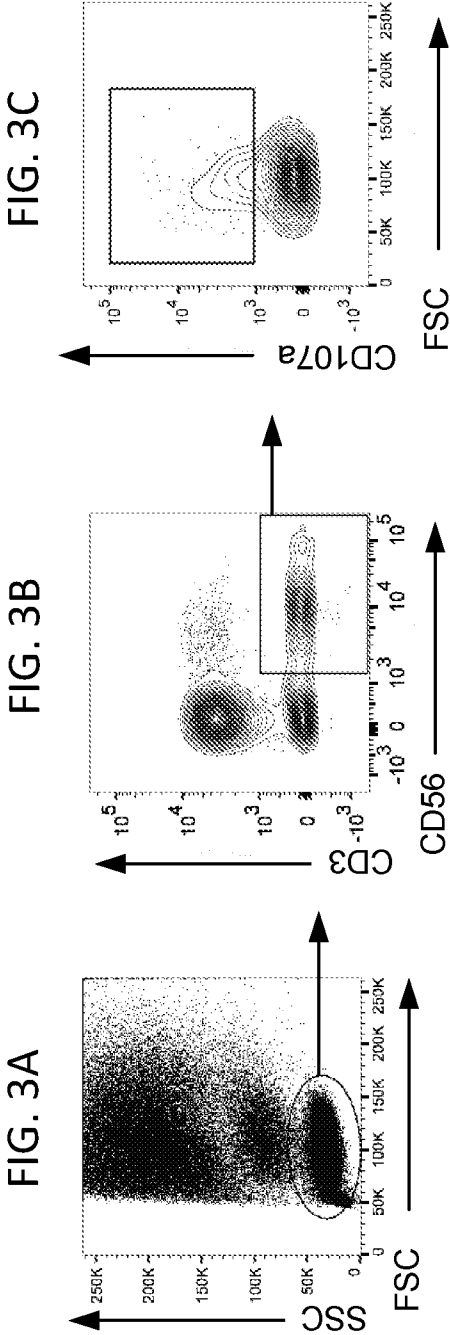 FIG. 3A
250K
200K
150K
100K
50K
0
SSC
0 50K 100K 150K 200K 250K
FSC
FIG. 3B
10^5
10^4
10^3
0
-10^3
CD3
-10^3 0 10^3 10^4 10^5
CD56
FIG. 3C
10^5
10^4
10^3
0
-10^3
CD107a
0 50K 100K 150K 200K 250K
FSC